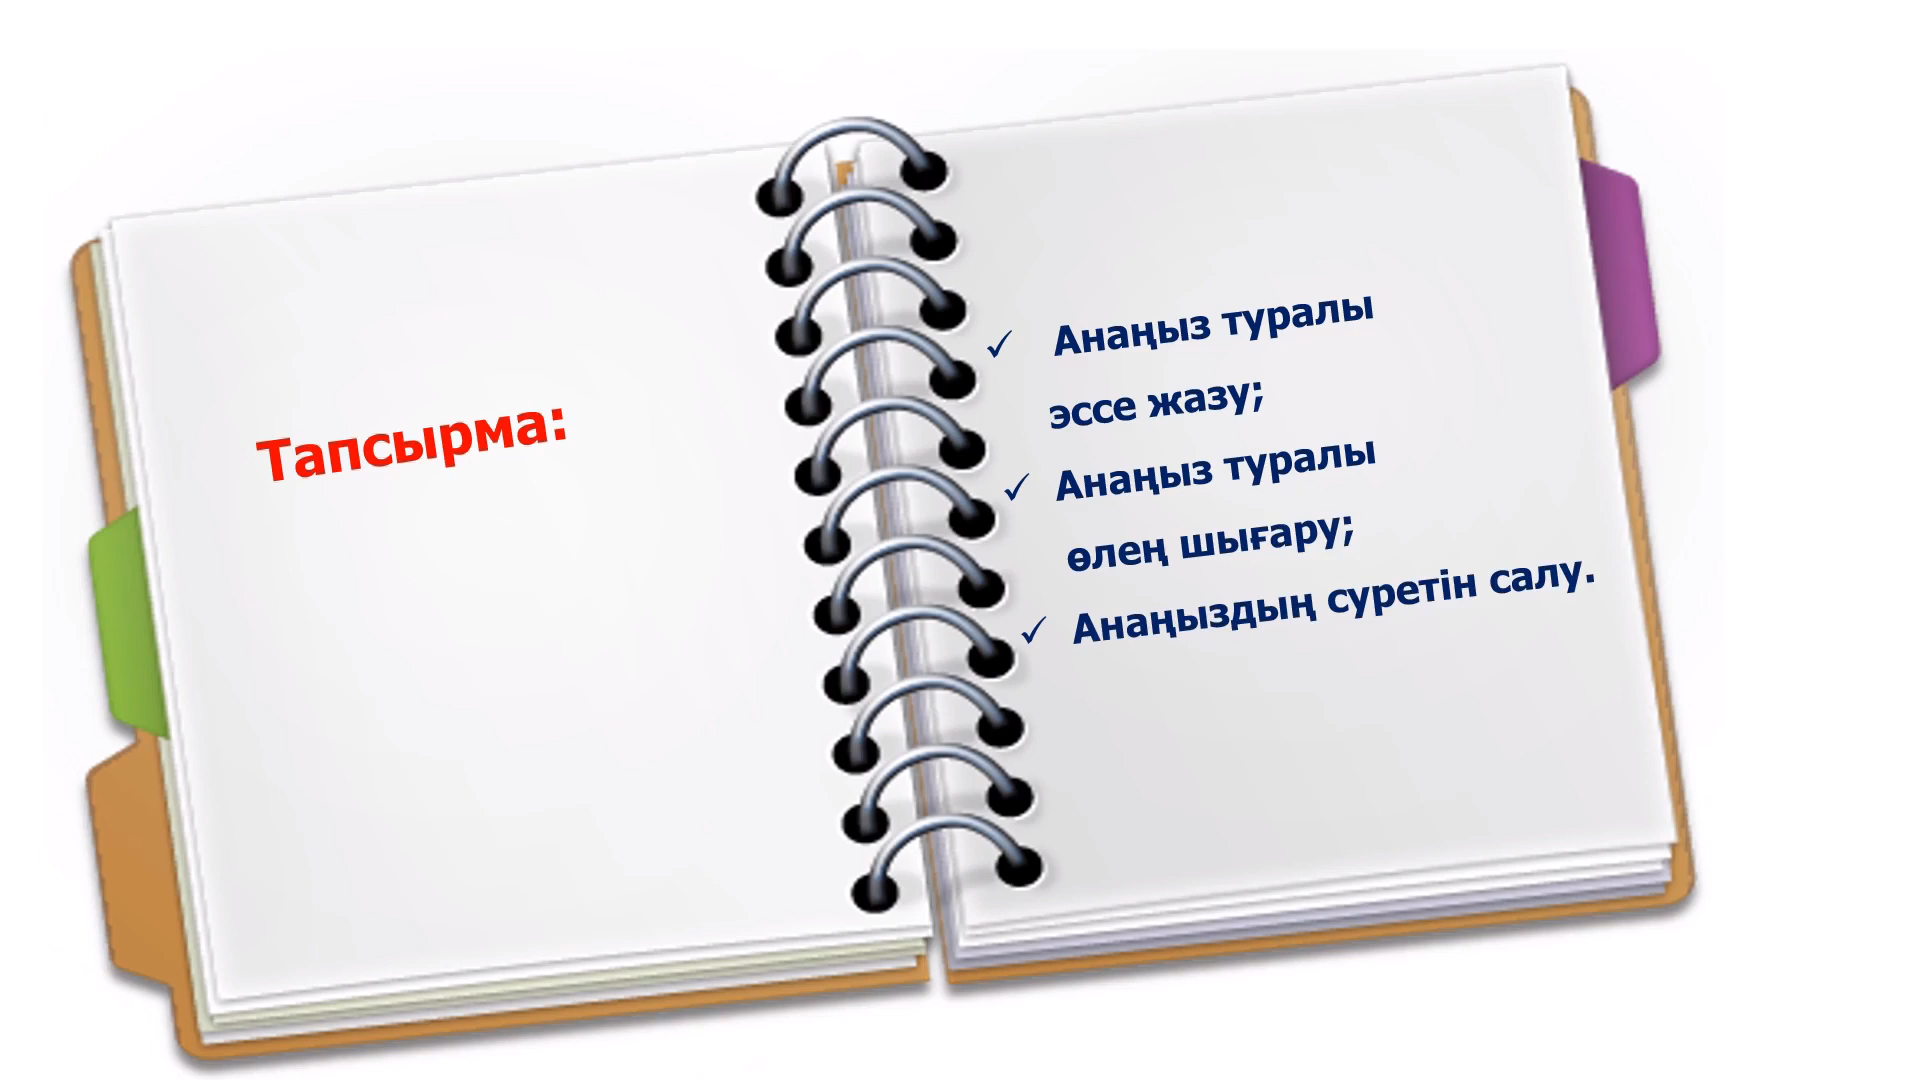 Тапсырма:
✓ Анаңыз туралы
эссе жазу;
✓ Анаңыз туралы
өлең шығару;
✓ Анаңыздың суретін салу.